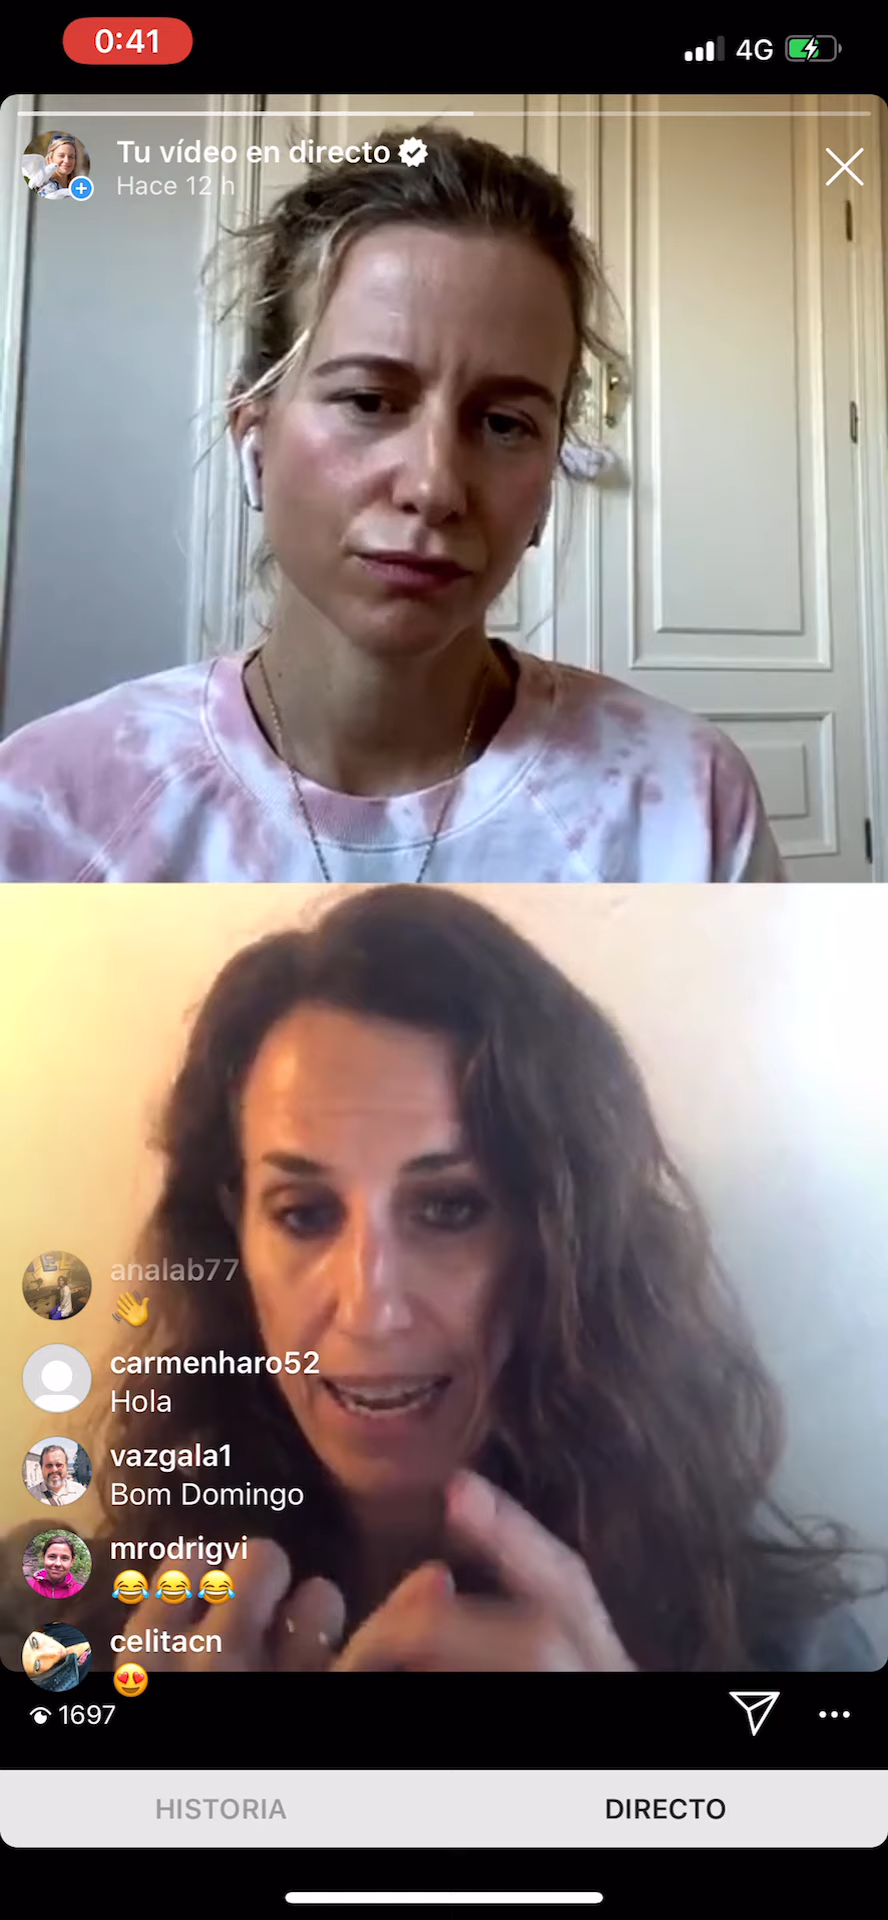 0:41
4G
Tu vídeo en directo
Hace 12 h
analab77
👋
carmenharo52
Hola
vazgala1
Bom Domingo
mrodrigvi
😂😂😂
celitacn
😍
1697
HISTORIA
DIRECTO